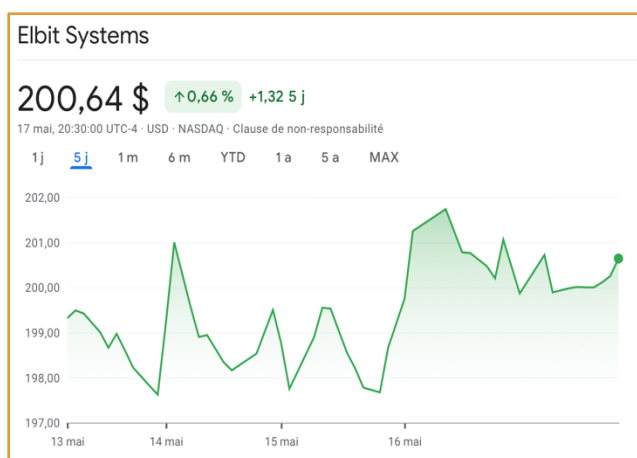 Elbit Systems
200,64 $ ↑0,66 % +1,32 5 j
17 mai, 20:30:00 UTC-4 · USD · NASDAQ · Clause de non-responsabilité
1 j 5 j 1 m 6 m YTD 1 a 5 a MAX
202,00
201,00
200,00
199,00
198,00
197,00
13 mai 14 mai 15 mai 16 mai